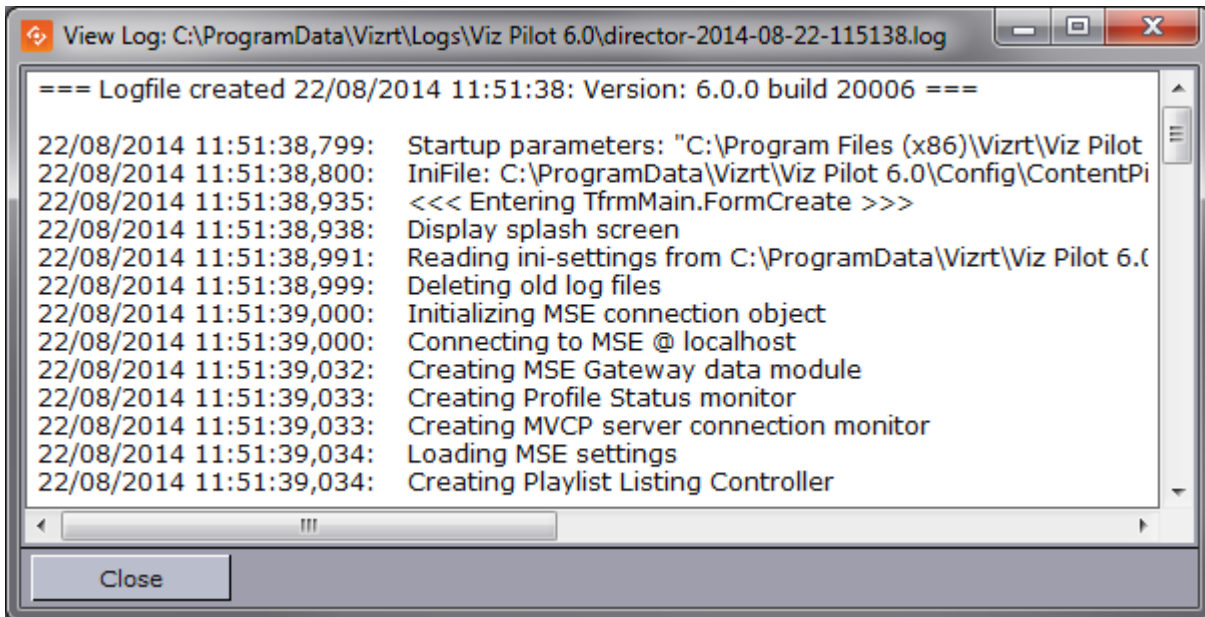 View Log: C:\ProgramData\Vizrt\Logs\Viz Pilot 6.0\director-2014-08-22-115138.log
=== Logfile created 22/08/2014 11:51:38: Version: 6.0.0 build 20006 ===
22/08/2014 11:51:38,799: Startup parameters: "C:\Program Files (x86)\Vizrt\Viz Pilot
22/08/2014 11:51:38,800: IniFile: C:\ProgramData\Vizrt\Viz Pilot 6.0\Config\ContentPi
22/08/2014 11:51:38,935: <<< Entering TfrmMain.FormCreate >>>
22/08/2014 11:51:38,938: Display splash screen
22/08/2014 11:51:38,991: Reading ini-settings from C:\ProgramData\Vizrt\Viz Pilot 6.0
22/08/2014 11:51:38,999: Deleting old log files
22/08/2014 11:51:39,000: Initializing MSE connection object
22/08/2014 11:51:39,000: Connecting to MSE @ localhost
22/08/2014 11:51:39,032: Creating MSE Gateway data module
22/08/2014 11:51:39,033: Creating Profile Status monitor
22/08/2014 11:51:39,033: Creating MVCP server connection monitor
22/08/2014 11:51:39,034: Loading MSE settings
22/08/2014 11:51:39,034: Creating Playlist Listing Controller
Close